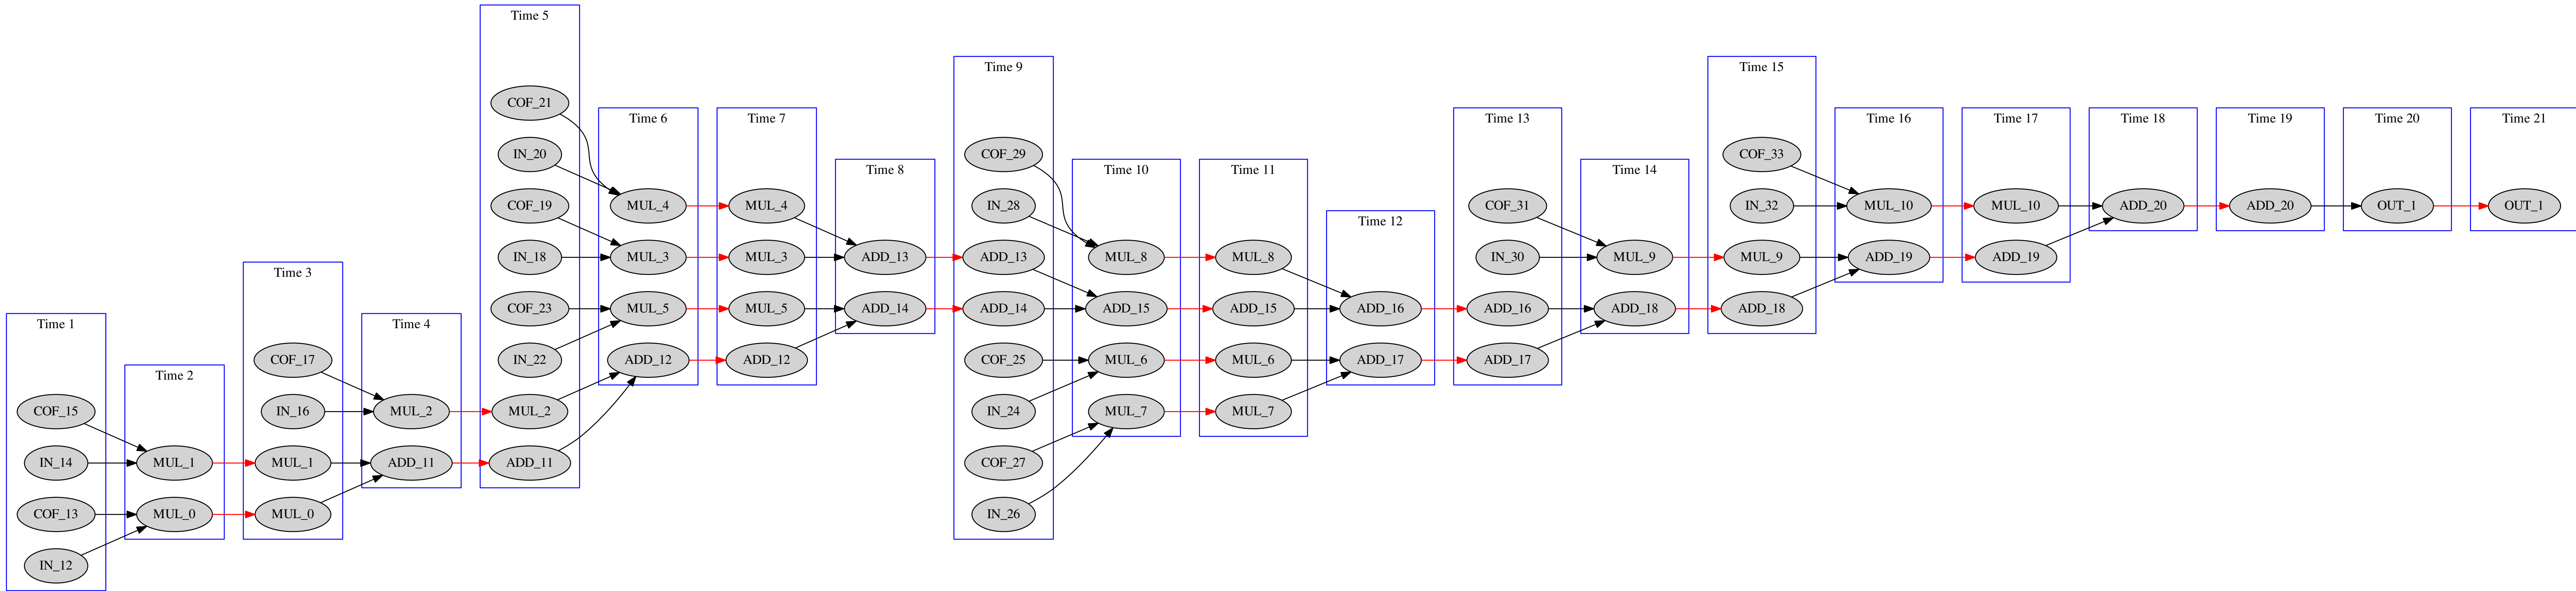 Time 1
COF_15
IN_14
COF_13
IN_12
Time 2
MUL_1
MUL_0
Time 3
COF_17
IN_16
MUL_1
MUL_0
Time 4
MUL_2
ADD_11
Time 5
COF_21
IN_20
COF_19
IN_18
COF_23
IN_22
MUL_2
ADD_11
Time 6
MUL_4
MUL_3
MUL_5
ADD_12
Time 7
MUL_4
MUL_3
MUL_5
ADD_12
Time 8
ADD_13
ADD_14
Time 9
COF_29
IN_28
ADD_13
ADD_14
COF_25
IN_24
COF_27
IN_26
Time 10
MUL_8
ADD_15
MUL_6
MUL_7
Time 11
MUL_8
ADD_15
MUL_6
MUL_7
Time 12
ADD_16
ADD_17
Time 13
COF_31
IN_30
ADD_16
ADD_17
Time 14
MUL_9
ADD_18
Time 15
COF_33
IN_32
MUL_9
ADD_18
Time 16
MUL_10
ADD_19
Time 17
MUL_10
ADD_19
Time 18
ADD_20
Time 19
ADD_20
Time 20
OUT_1
Time 21
OUT_1